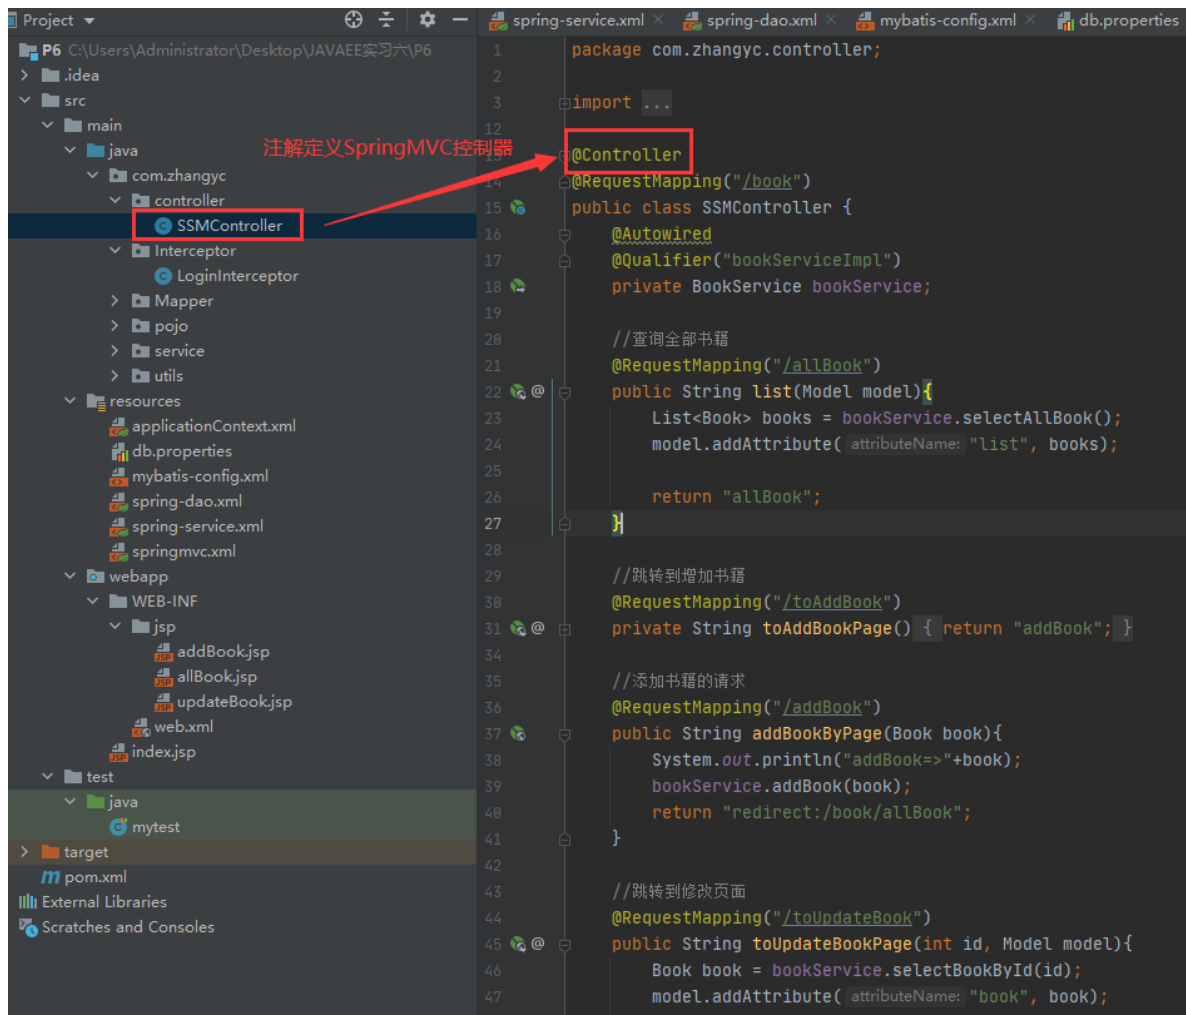 Project
P6 C:\Users\Administrator\Desktop\JAVAEE实习六\P6
.idea
src
main
java
com.zhangyc
controller
SSMController
Interceptor
LoginInterceptor
Mapper
pojo
service
utils
resources
applicationContext.xml
db.properties
mybatis-config.xml
spring-dao.xml
spring-service.xml
springmvc.xml
webapp
WEB-INF
jsp
addBook.jsp
allBook.jsp
updateBook.jsp
web.xml
index.jsp
test
java
mytest
target
pom.xml
External Libraries
Scratches and Consoles
注解定义SpringMVC控制器
spring-service.xml spring-dao.xml mybatis-config.xml db.properties
1 package com.zhangyc.controller;
2
3 import ...
12
13 @Controller
14 @RequestMapping("/book")
15 public class SSMController {
16 @Autowired
17 @Qualifier("bookServiceImpl")
18 private BookService bookService;
19
20 //查询全部书籍
21 @RequestMapping("/allBook")
22 @ public String list(Model model){
23 List<Book> books = bookService.selectAllBook();
24 model.addAttribute( attributeName: "list", books);
25
26 return "allBook";
27 }
28
29 //跳转到增加书籍
30 @RequestMapping("/toAddBook")
31 @ private String toAddBookPage() { return "addBook"; }
34
35 //添加书籍的请求
36 @RequestMapping("/addBook")
37 public String addBookByPage(Book book){
38 System.out.println("addBook=>"+book);
39 bookService.addBook(book);
40 return "redirect:/book/allBook";
41 }
42
43 //跳转到修改页面
44 @RequestMapping("/toUpdateBook")
45 @ public String toUpdateBookPage(int id, Model model){
46 Book book = bookService.selectBookById(id);
47 model.addAttribute( attributeName: "book", book);